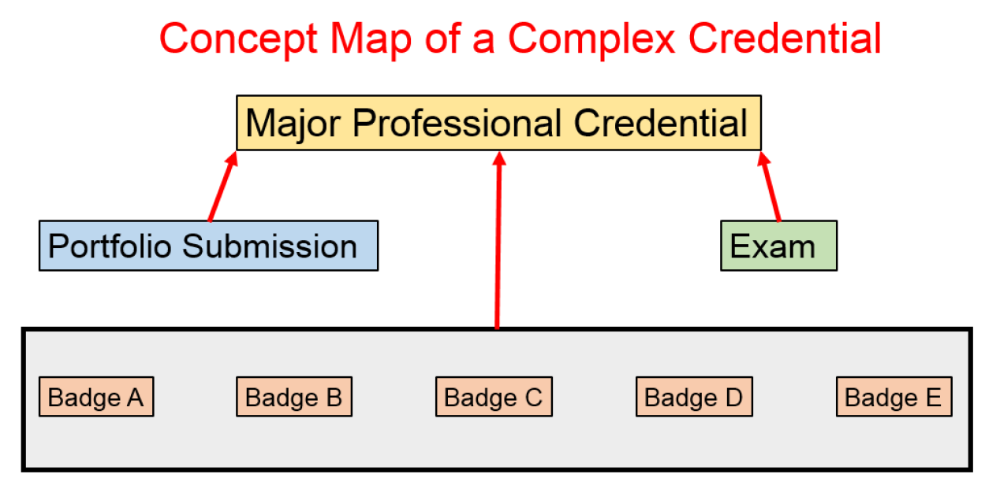 Concept Map of a Complex Credential
Major Professional Credential
Portfolio Submission
Exam
Badge A
Badge B
Badge C
Badge D
Badge E